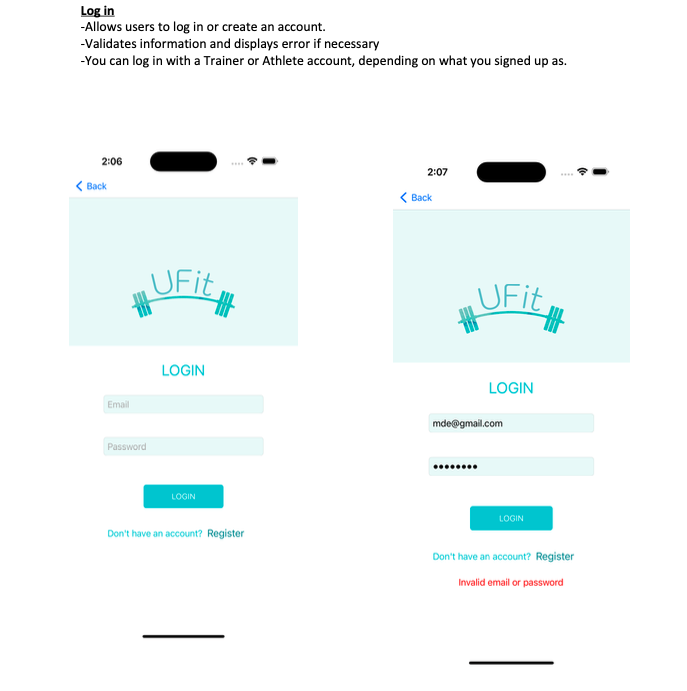 Log in
-Allows users to log in or create an account.
-Validates information and displays error if necessary
-You can log in with a Trainer or Athlete account, depending on what you signed up as.
2:06
Back
UFit
LOGIN
Email
Password
LOGIN
Don't have an account? Register
2:07
Back
UFit
LOGIN
mde@gmail.com
••••••••
LOGIN
Don't have an account? Register
Invalid email or password